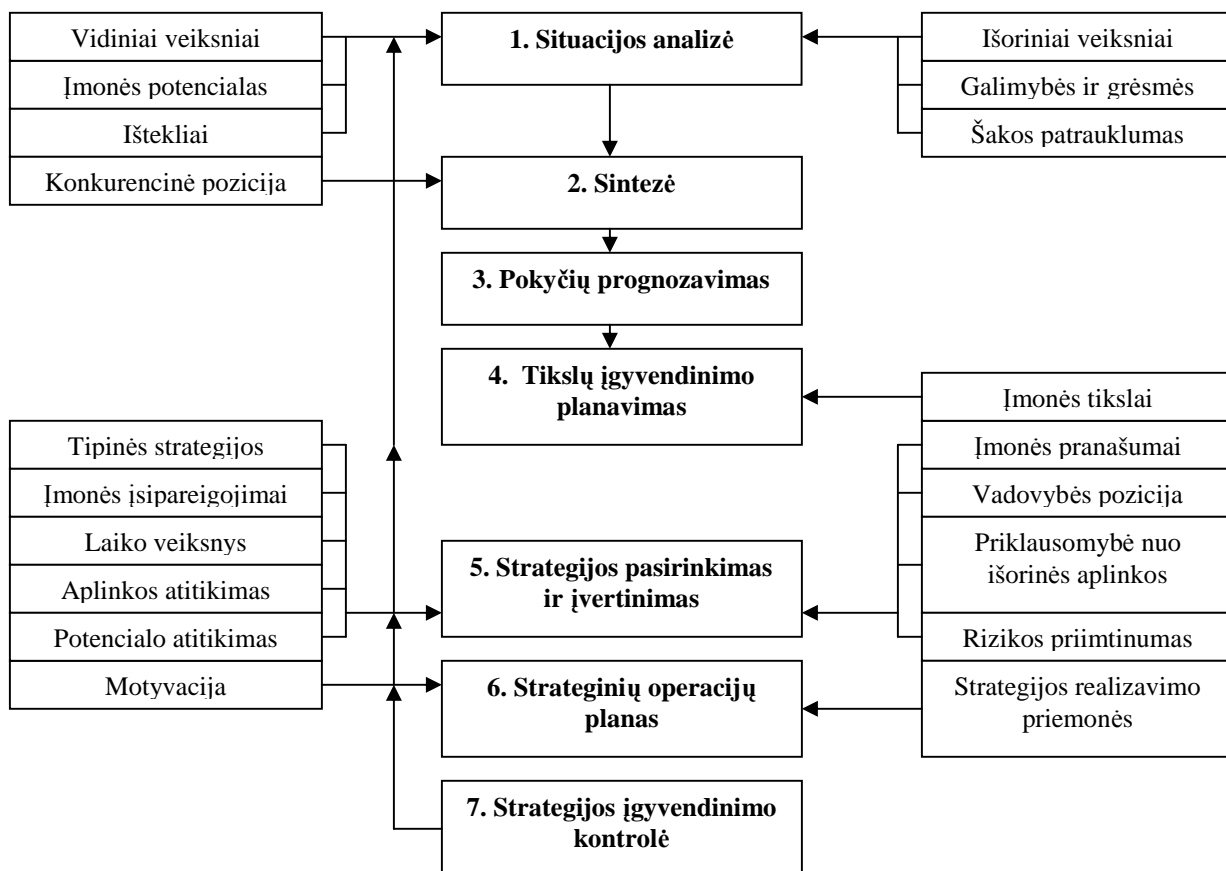 Vidiniai veiksniai
Įmonės potencialas
Ištekliai
Konkurencinė pozicija
1. Situacijos analizė
Išoriniai veiksniai
Galimybės ir grėsmės
Šakos patrauklumas
2. Sintezė
3. Pokyčių prognozavimas
4. Tikslų įgyvendinimo
planavimas
Tipinės strategijos
Įmonės įsipareigojimai
Laiko veiksnys
Aplinkos atitikimas
Potencialo atitikimas
Motyvacija
5. Strategijos pasirinkimas
ir įvertinimas
6. Strateginių operacijų
planas
7. Strategijos įgyvendinimo
kontrolė
Įmonės tikslai
Įmonės pranašumai
Vadovybės pozicija
Priklausomybė nuo
išorinės aplinkos
Rizikos priimtinumas
Strategijos realizavimo
priemonės